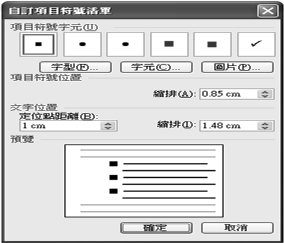 自訂項目符號清單
項目符號字元(U)
字型(F)... 字元(C)... 圖片(P)...
項目符號位置
縮排(A): 0.85 cm
文字位置
定位點距離(B):
1 cm 縮排(I): 1.48 cm
預覽
確定 取消